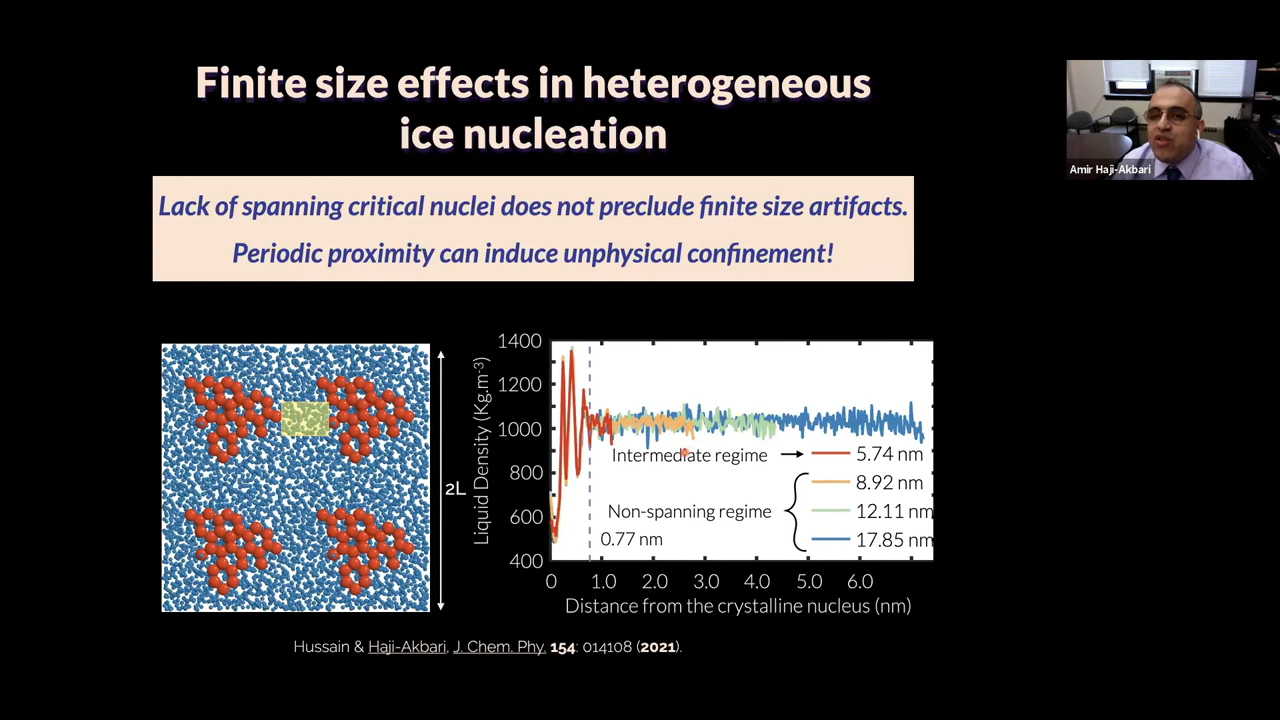 Finite size effects in heterogeneous
ice nucleation
Amir Haji-Akbari
Lack of spanning critical nuclei does not preclude finite size artifacts.
Periodic proximity can induce unphysical confinement!
2L
Liquid Density (Kg.m-3)
1400
1200
1000
800
600
400
Intermediate regime
5.74 nm
8.92 nm
Non-spanning regime
12.11 nm
0.77 nm
17.85 nm
0 1.0 2.0 3.0 4.0 5.0 6.0
Distance from the crystalline nucleus (nm)
Hussain & Haji-Akbari, J. Chem. Phy. 154: 014108 (2021).